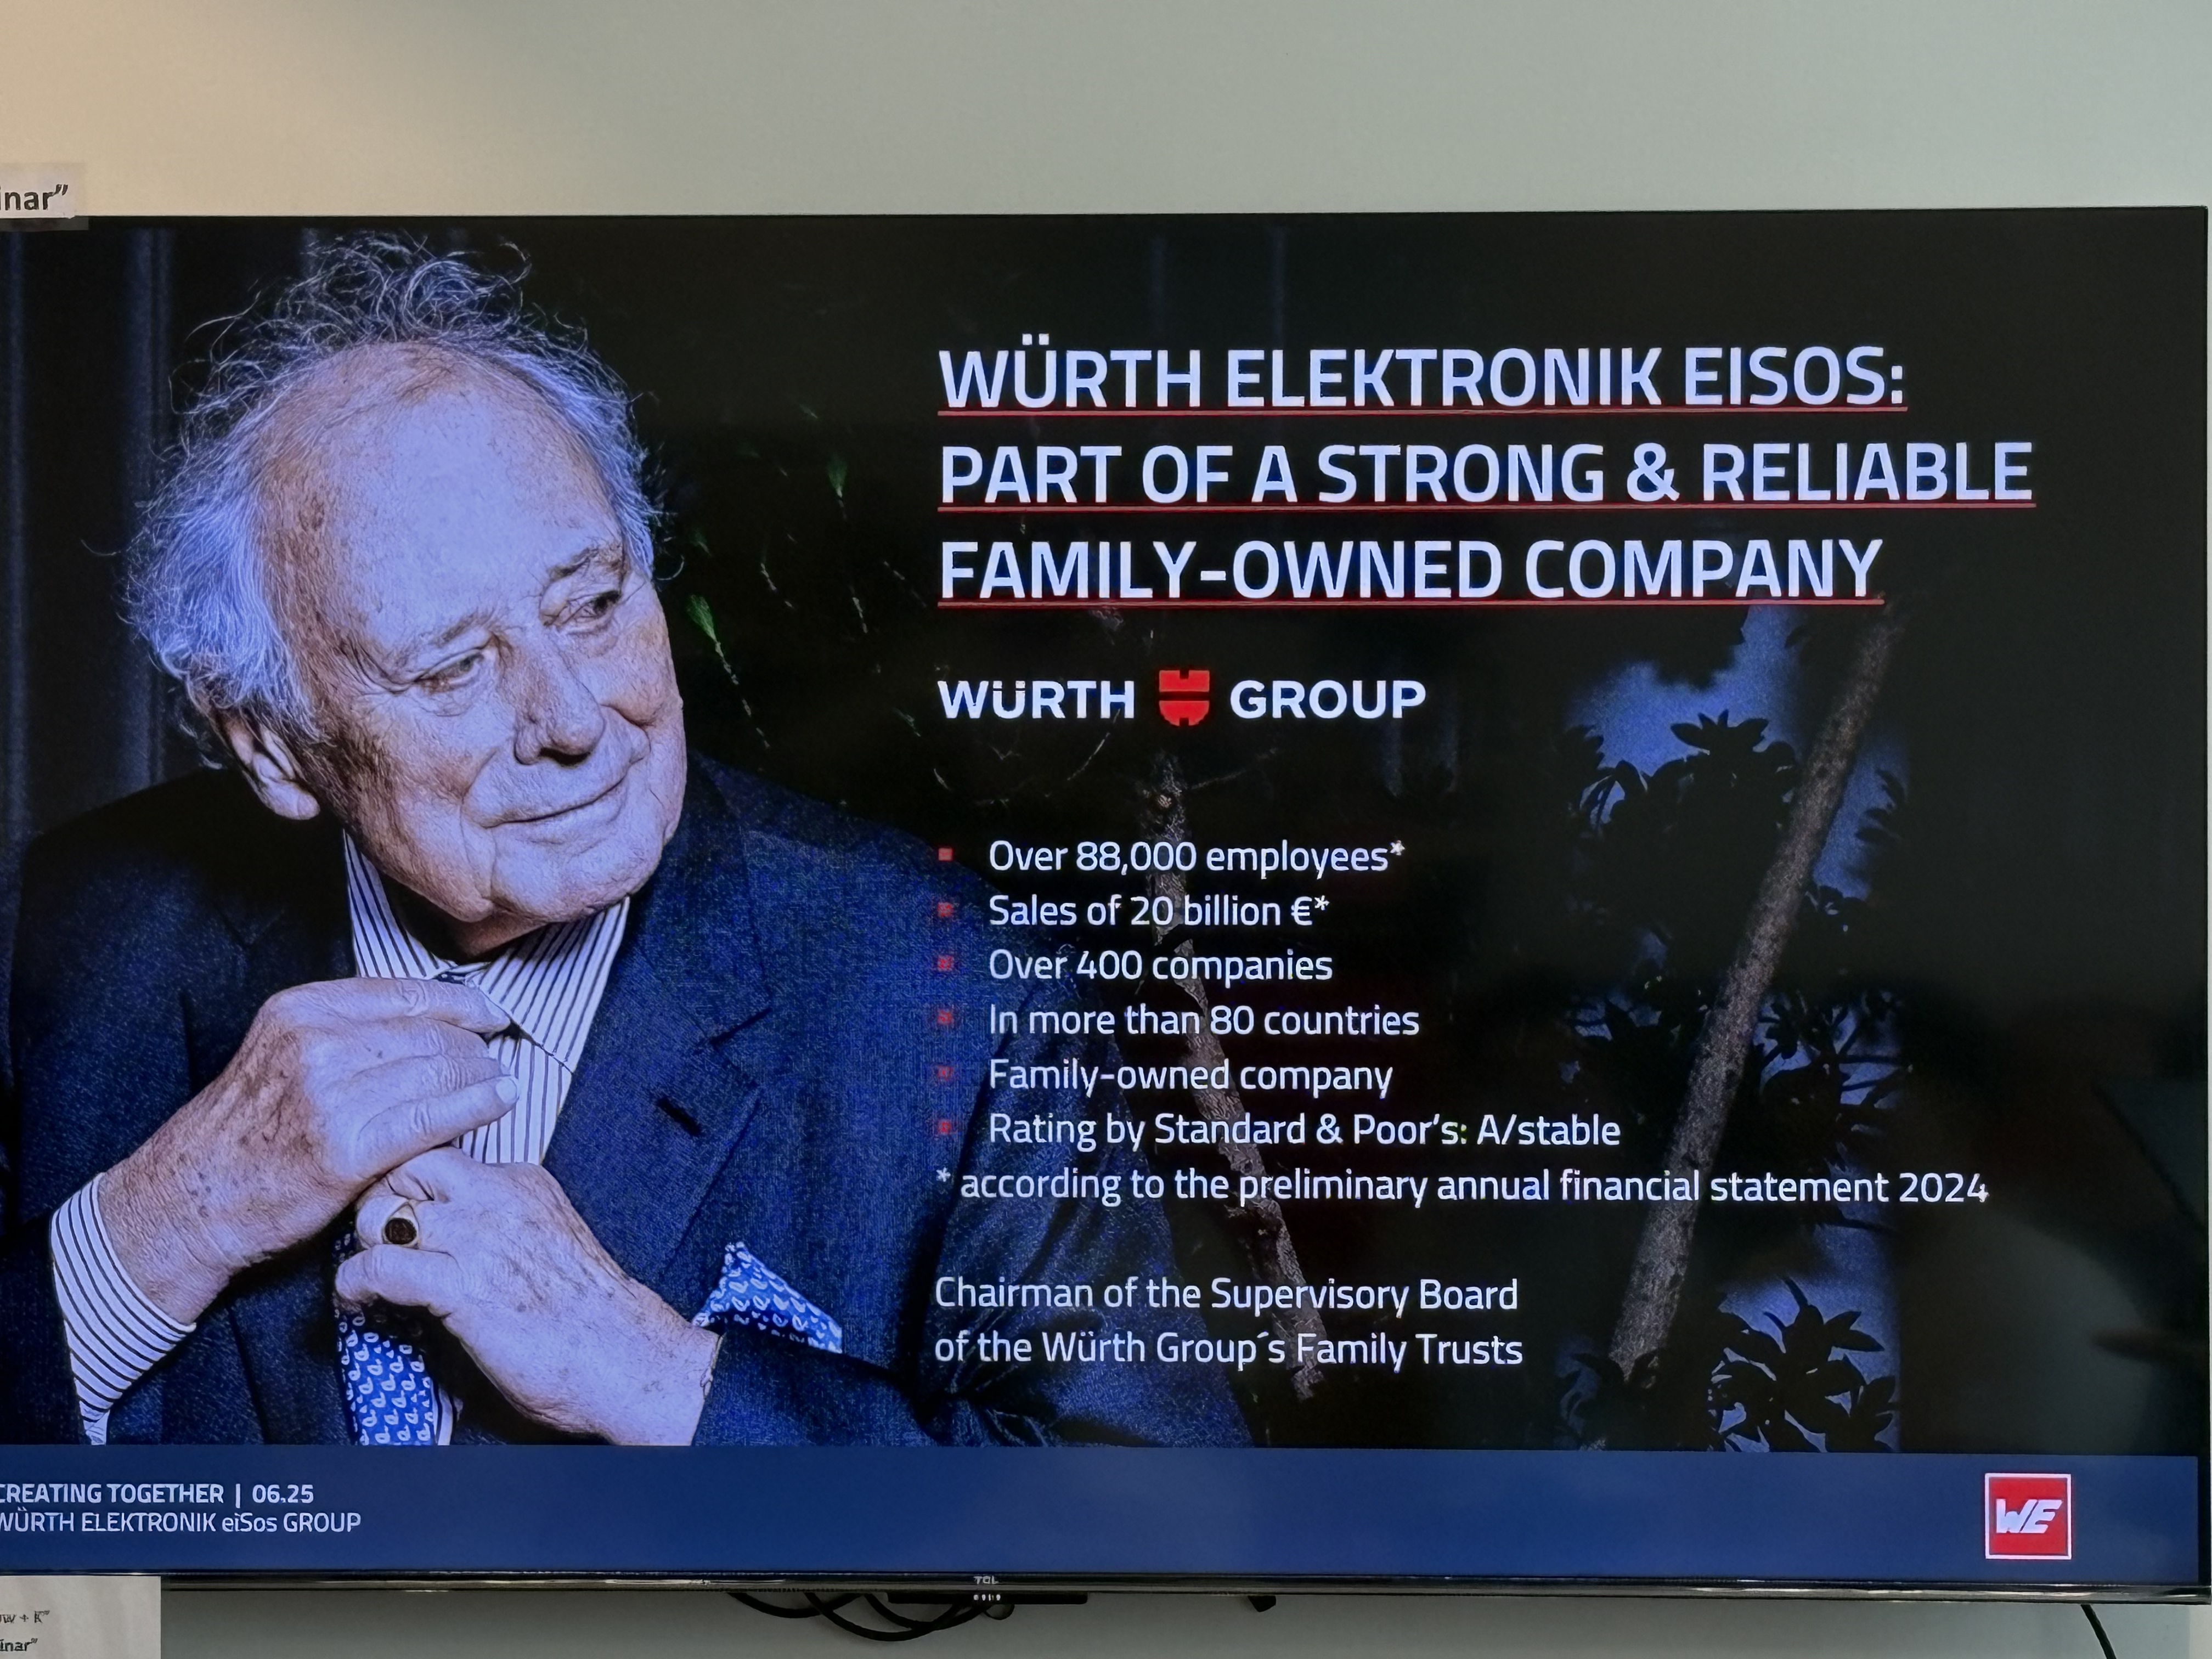 inar”
WÜRTH ELEKTRONIK EISOS:
PART OF A STRONG & RELIABLE
FAMILY-OWNED COMPANY
WÜRTH GROUP
Over 88,000 employees*
Sales of 20 billion €*
Over 400 companies
In more than 80 countries
Family-owned company
Rating by Standard & Poor’s: A/stable
* according to the preliminary annual financial statement 2024
Chairman of the Supervisory Board
of the Würth Group´s Family Trusts
CREATING TOGETHER | 06.25
WÜRTH ELEKTRONIK eiSos GROUP
WE
TCL
inar”